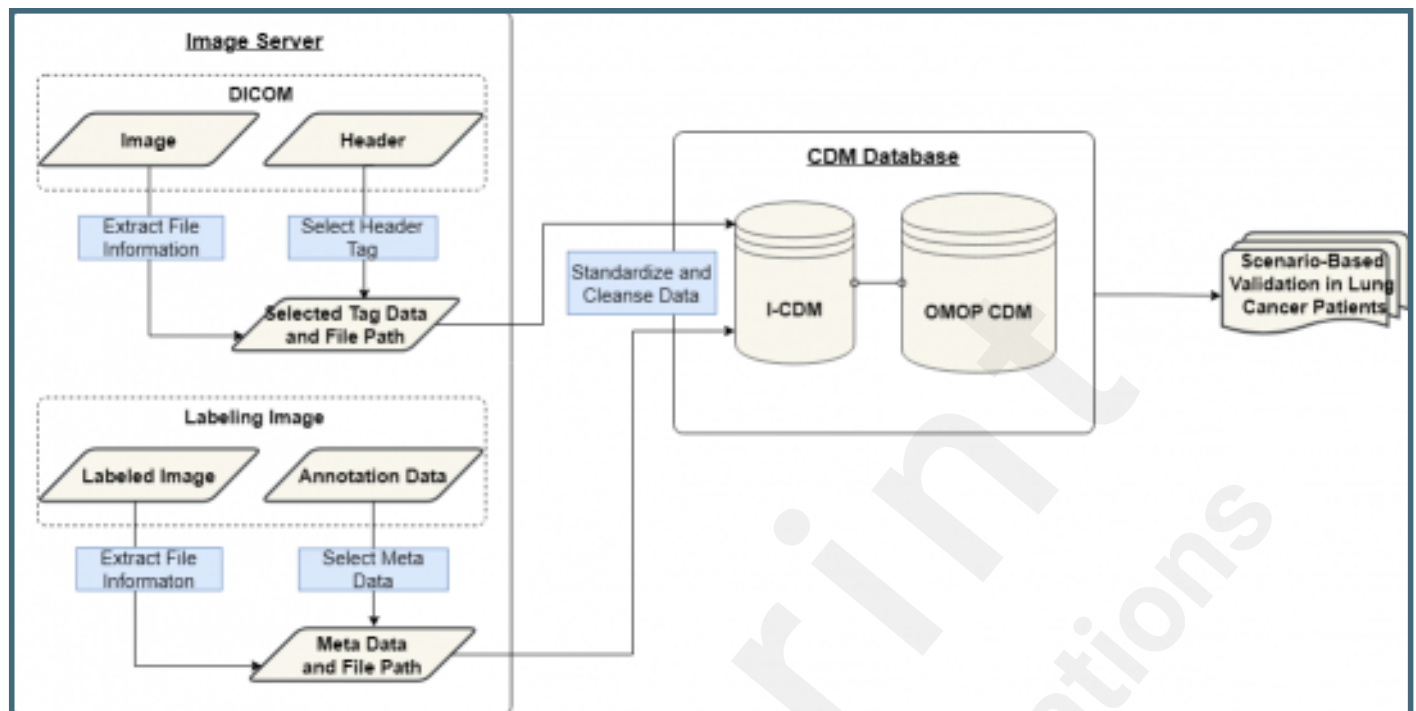 Image Server
DICOM
Image
Header
Extract File
Information
Select Header
Tag
Selected Tag Data
and File Path
Labeling Image
Labeled Image
Annotation Data
Extract File
Informaton
Select Meta
Data
Meta Data
and File Path
Standardize and
Cleanse Data
CDM Database
I-CDM
OMOP CDM
Scenario-Based
Validation in Lung
Cancer Patients
rint
ations